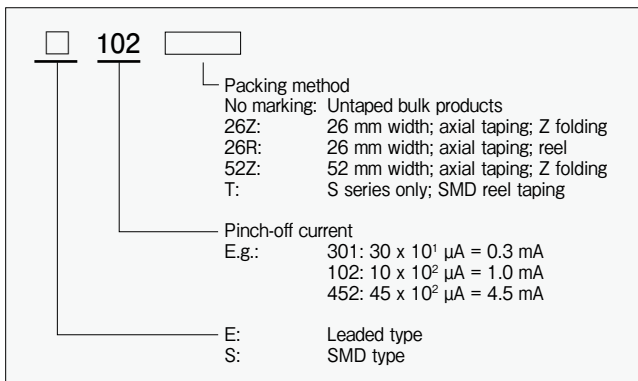 102
Packing method
No marking: Untaped bulk products
26Z: 26 mm width; axial taping; Z folding
26R: 26 mm width; axial taping; reel
52Z: 52 mm width; axial taping; Z folding
T: S series only; SMD reel taping
Pinch-off current
E.g.: 301: 30 x 10¹ µA = 0.3 mA
102: 10 x 10² µA = 1.0 mA
452: 45 x 10² µA = 4.5 mA
E: Leaded type
S: SMD type